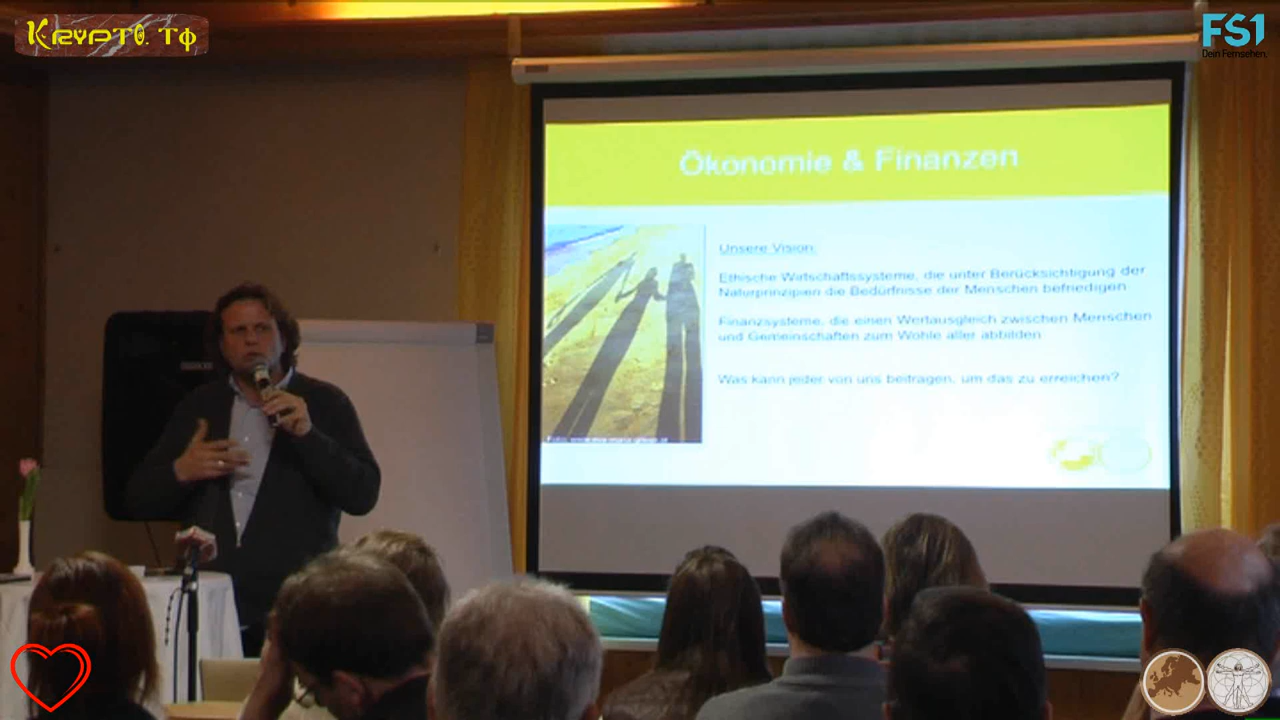 Krypto.TV
FS1
Dein Fernsehen.
Ökonomie & Finanzen
Unsere Vision:
Ethische Wirtschaftssysteme, die unter Berücksichtigung der
Naturprinzipien die Bedürfnisse der Menschen befriedigen
Finanzsysteme, die einen Wertausgleich zwischen Menschen
und Gemeinschaften zum Wohle aller abbilden
Was kann jeder von uns beitragen, um das zu erreichen?